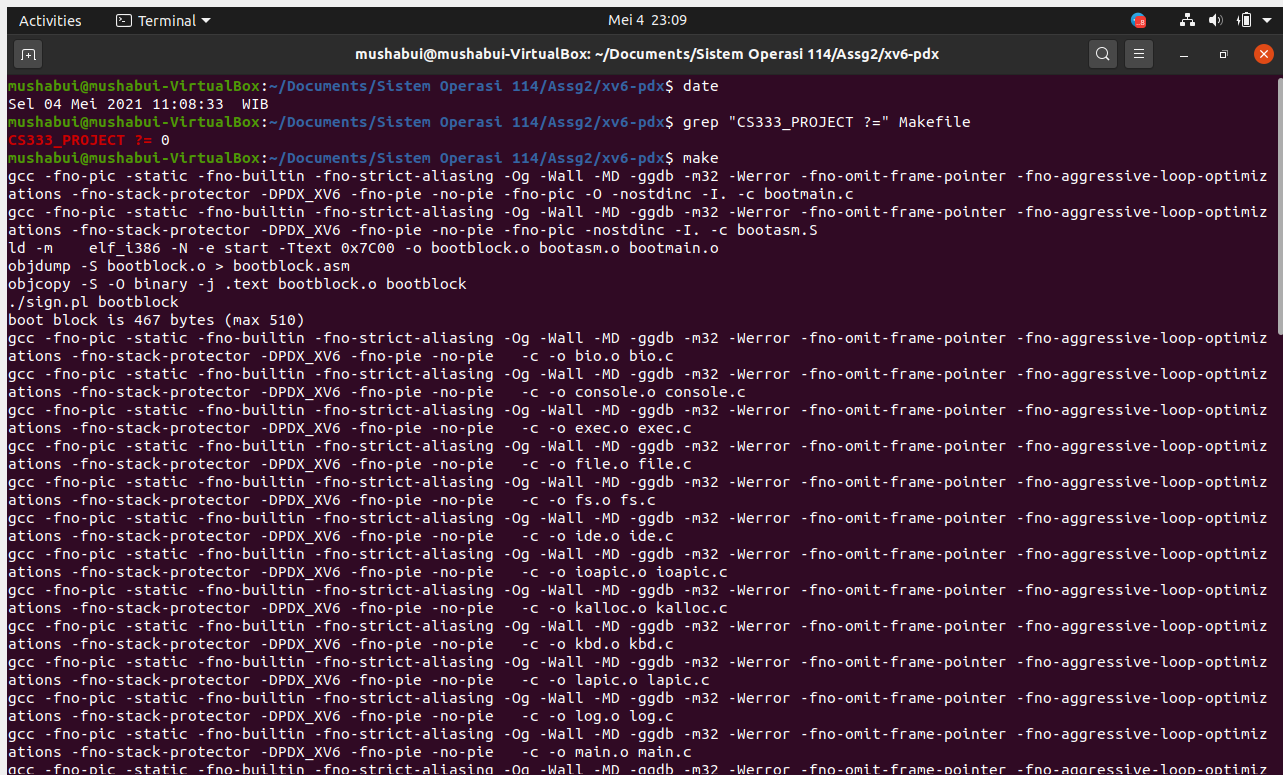 Activities
Terminal
Mei 4 23:09
mushabui@mushabui-VirtualBox: ~/Documents/Sistem Operasi 114/Assg2/xv6-pdx
mushabui@mushabui-VirtualBox:~/Documents/Sistem Operasi 114/Assg2/xv6-pdx$ date
Sel 04 Mei 2021 11:08:33  WIB
mushabui@mushabui-VirtualBox:~/Documents/Sistem Operasi 114/Assg2/xv6-pdx$ grep "CS333_PROJECT ?=" Makefile
CS333_PROJECT ?= 0
mushabui@mushabui-VirtualBox:~/Documents/Sistem Operasi 114/Assg2/xv6-pdx$ make
gcc -fno-pic -static -fno-builtin -fno-strict-aliasing -Og -Wall -MD -ggdb -m32 -Werror -fno-omit-frame-pointer -fno-aggressive-loop-optimiz
ations -fno-stack-protector -DPDX_XV6 -fno-pie -no-pie -fno-pic -O -nostdinc -I. -c bootmain.c
gcc -fno-pic -static -fno-builtin -fno-strict-aliasing -Og -Wall -MD -ggdb -m32 -Werror -fno-omit-frame-pointer -fno-aggressive-loop-optimiz
ations -fno-stack-protector -DPDX_XV6 -fno-pie -no-pie -fno-pic -nostdinc -I. -c bootasm.S
ld -m    elf_i386 -N -e start -Ttext 0x7C00 -o bootblock.o bootasm.o bootmain.o
objdump -S bootblock.o > bootblock.asm
objcopy -S -O binary -j .text bootblock.o bootblock
./sign.pl bootblock
boot block is 467 bytes (max 510)
gcc -fno-pic -static -fno-builtin -fno-strict-aliasing -Og -Wall -MD -ggdb -m32 -Werror -fno-omit-frame-pointer -fno-aggressive-loop-optimiz
ations -fno-stack-protector -DPDX_XV6 -fno-pie -no-pie   -c -o bio.o bio.c
gcc -fno-pic -static -fno-builtin -fno-strict-aliasing -Og -Wall -MD -ggdb -m32 -Werror -fno-omit-frame-pointer -fno-aggressive-loop-optimiz
ations -fno-stack-protector -DPDX_XV6 -fno-pie -no-pie   -c -o console.o console.c
gcc -fno-pic -static -fno-builtin -fno-strict-aliasing -Og -Wall -MD -ggdb -m32 -Werror -fno-omit-frame-pointer -fno-aggressive-loop-optimiz
ations -fno-stack-protector -DPDX_XV6 -fno-pie -no-pie   -c -o exec.o exec.c
gcc -fno-pic -static -fno-builtin -fno-strict-aliasing -Og -Wall -MD -ggdb -m32 -Werror -fno-omit-frame-pointer -fno-aggressive-loop-optimiz
ations -fno-stack-protector -DPDX_XV6 -fno-pie -no-pie   -c -o file.o file.c
gcc -fno-pic -static -fno-builtin -fno-strict-aliasing -Og -Wall -MD -ggdb -m32 -Werror -fno-omit-frame-pointer -fno-aggressive-loop-optimiz
ations -fno-stack-protector -DPDX_XV6 -fno-pie -no-pie   -c -o fs.o fs.c
gcc -fno-pic -static -fno-builtin -fno-strict-aliasing -Og -Wall -MD -ggdb -m32 -Werror -fno-omit-frame-pointer -fno-aggressive-loop-optimiz
ations -fno-stack-protector -DPDX_XV6 -fno-pie -no-pie   -c -o ide.o ide.c
gcc -fno-pic -static -fno-builtin -fno-strict-aliasing -Og -Wall -MD -ggdb -m32 -Werror -fno-omit-frame-pointer -fno-aggressive-loop-optimiz
ations -fno-stack-protector -DPDX_XV6 -fno-pie -no-pie   -c -o ioapic.o ioapic.c
gcc -fno-pic -static -fno-builtin -fno-strict-aliasing -Og -Wall -MD -ggdb -m32 -Werror -fno-omit-frame-pointer -fno-aggressive-loop-optimiz
ations -fno-stack-protector -DPDX_XV6 -fno-pie -no-pie   -c -o kalloc.o kalloc.c
gcc -fno-pic -static -fno-builtin -fno-strict-aliasing -Og -Wall -MD -ggdb -m32 -Werror -fno-omit-frame-pointer -fno-aggressive-loop-optimiz
ations -fno-stack-protector -DPDX_XV6 -fno-pie -no-pie   -c -o kbd.o kbd.c
gcc -fno-pic -static -fno-builtin -fno-strict-aliasing -Og -Wall -MD -ggdb -m32 -Werror -fno-omit-frame-pointer -fno-aggressive-loop-optimiz
ations -fno-stack-protector -DPDX_XV6 -fno-pie -no-pie   -c -o lapic.o lapic.c
gcc -fno-pic -static -fno-builtin -fno-strict-aliasing -Og -Wall -MD -ggdb -m32 -Werror -fno-omit-frame-pointer -fno-aggressive-loop-optimiz
ations -fno-stack-protector -DPDX_XV6 -fno-pie -no-pie   -c -o log.o log.c
gcc -fno-pic -static -fno-builtin -fno-strict-aliasing -Og -Wall -MD -ggdb -m32 -Werror -fno-omit-frame-pointer -fno-aggressive-loop-optimiz
ations -fno-stack-protector -DPDX_XV6 -fno-pie -no-pie   -c -o main.o main.c
gcc -fno-pic -static -fno-builtin -fno-strict-aliasing -Og -Wall -MD -ggdb -m32 -Werror -fno-omit-frame-pointer -fno-aggressive-loop-optimiz